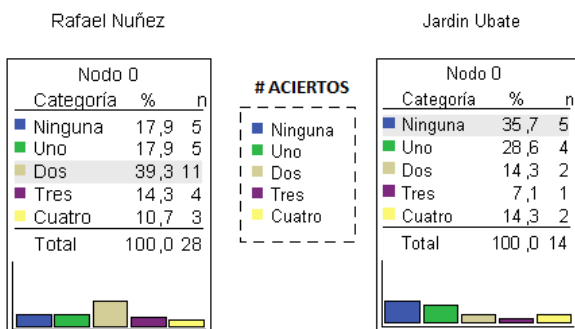 Rafael Nuñez
Nodo 0
Categoría % n
Ninguna 17,9 5
Uno 17,9 5
Dos 39,3 11
Tres 14,3 4
Cuatro 10,7 3
Total 100,0 28
# ACIERTOS
Ninguna
Uno
Dos
Tres
Cuatro
Jardin Ubate
Nodo 0
Categoría % n
Ninguna 35,7 5
Uno 28,6 4
Dos 14,3 2
Tres 7,1 1
Cuatro 14,3 2
Total 100,0 14